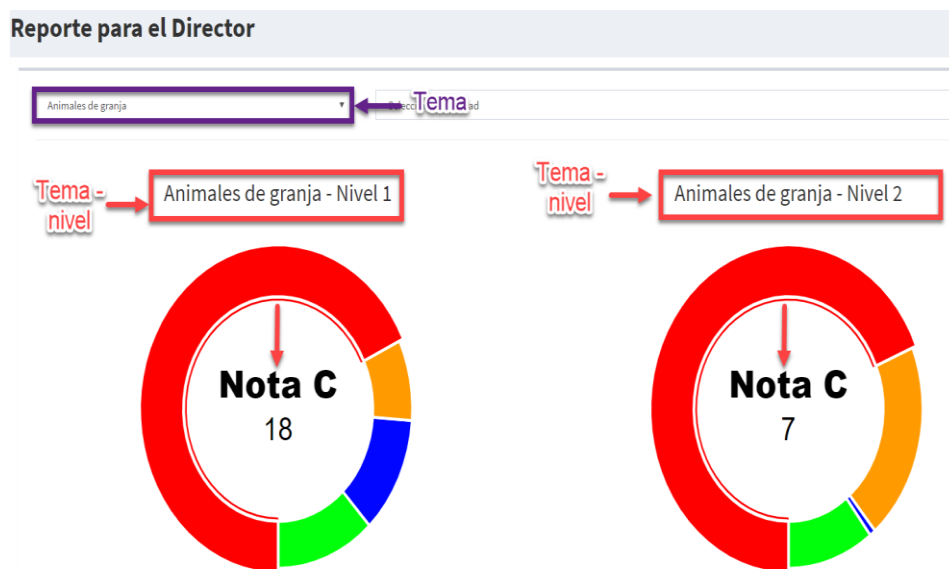 Reporte para el Director
Animales de granja
Tema
ad
Tema -
nivel
Animales de granja - Nivel 1
Tema -
nivel
Animales de granja - Nivel 2
Nota C
18
Nota C
7